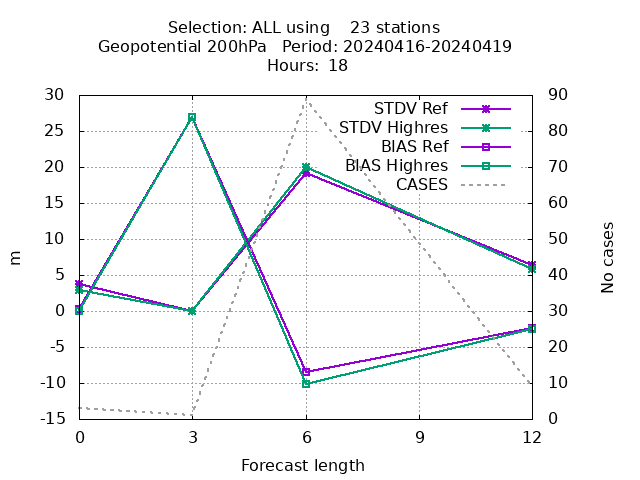 Selection: ALL using    23 stations
Geopotential 200hPa   Period: 20240416-20240419
Hours: 18
30 90
STDV Ref
25 80
STDV Highres
BIAS Ref
20 70
BIAS Highres
CASES
15 60
10 50
5 40
0 30
-5 20
-10 10
-15 0
m
No cases
0 3 6 9 12
Forecast length